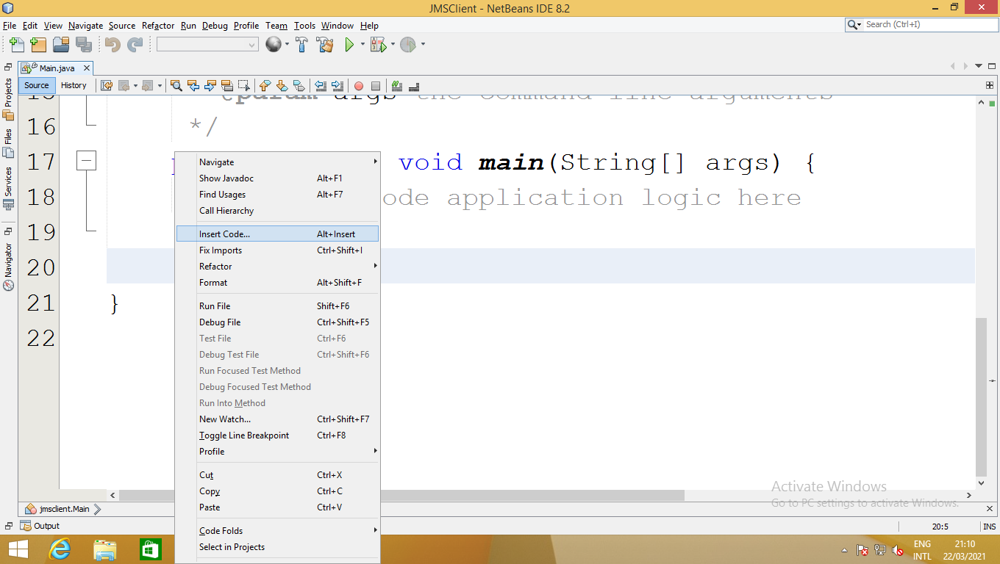 JMSClient - NetBeans IDE 8.2
File Edit View Navigate Source Refactor Run Debug Profile Team Tools Window Help
Search (Ctrl+I)
Main.java
Source History
Projects
Files
Services
Navigator
args the command line arguments
16 */
17 void main(String[] args) {
18 ode application logic here
19
20
21 }
22
Navigate
Show Javadoc Alt+F1
Find Usages Alt+F7
Call Hierarchy
Insert Code... Alt+Insert
Fix Imports Ctrl+Shift+I
Refactor
Format Alt+Shift+F
Run File Shift+F6
Debug File Ctrl+Shift+F5
Test File Ctrl+F6
Debug Test File Ctrl+Shift+F6
Run Focused Test Method
Debug Focused Test Method
Run Into Method
New Watch... Ctrl+Shift+F7
Toggle Line Breakpoint Ctrl+F8
Profile
Cut Ctrl+X
Copy Ctrl+C
Paste Ctrl+V
Code Folds
Select in Projects
Activate Windows
Go to PC settings to activate Windows.
jmsclient.Main
Output
20:5 INS
ENG 21:10
INTL 22/03/2021